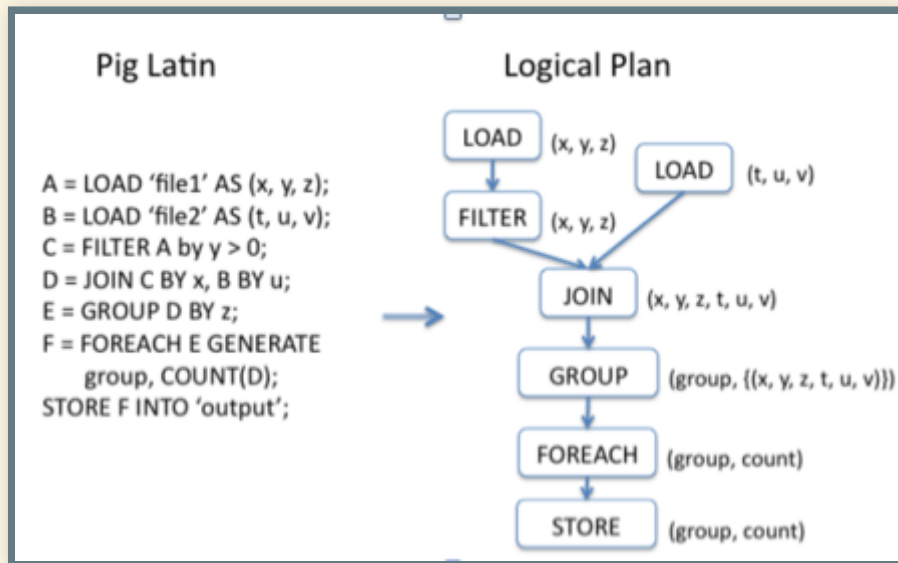 Pig Latin
A = LOAD ‘file1’ AS (x, y, z);
B = LOAD ‘file2’ AS (t, u, v);
C = FILTER A by y > 0;
D = JOIN C BY x, B BY u;
E = GROUP D BY z;
F = FOREACH E GENERATE
group, COUNT(D);
STORE F INTO ‘output’;
Logical Plan
LOAD (x, y, z)
LOAD (t, u, v)
FILTER (x, y, z)
JOIN (x, y, z, t, u, v)
GROUP (group, {(x, y, z, t, u, v)})
FOREACH (group, count)
STORE (group, count)